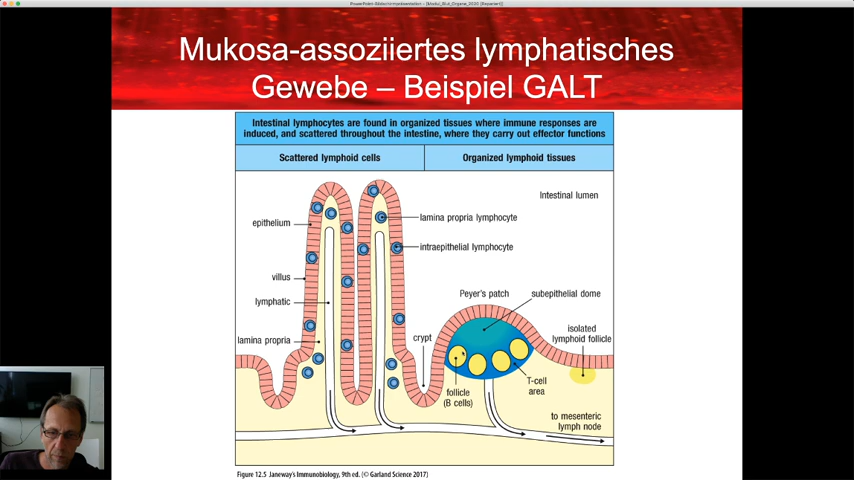 Mukosa-assoziiertes lymphatisches
Gewebe – Beispiel GALT
Intestinal lymphocytes are found in organized tissues where immune responses are
induced, and scattered throughout the intestine, where they carry out effector functions
Scattered lymphoid cells
Organized lymphoid tissues
Intestinal lumen
epithelium
lamina propria lymphocyte
intraepithelial lymphocyte
villus
lymphatic
lamina propria
crypt
Peyer's patch
subepithelial dome
isolated
lymphoid follicle
follicle
(B cells)
T-cell
area
to mesenteric
lymph node
Figure 12.5 Janeway's Immunobiology, 9th ed. (© Garland Science 2017)